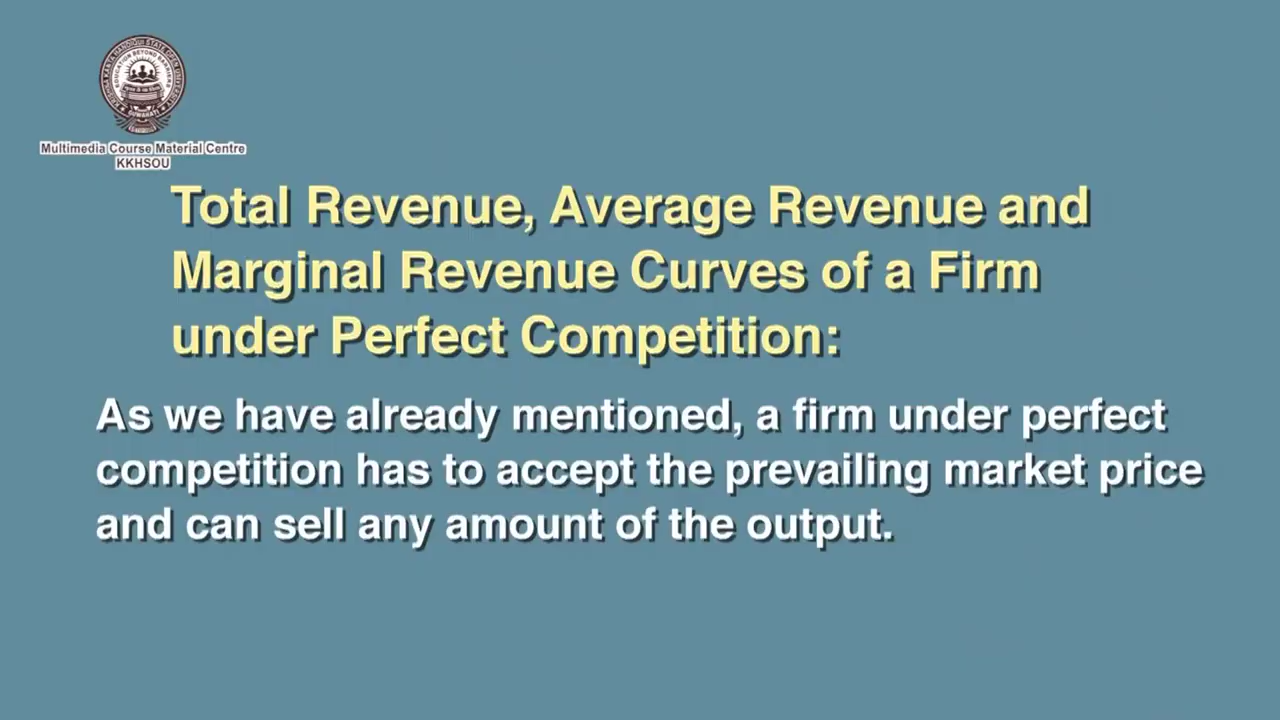 Multimedia Course Material Centre
KKHSOU
Total Revenue, Average Revenue and
Marginal Revenue Curves of a Firm
under Perfect Competition:
As we have already mentioned, a firm under perfect
competition has to accept the prevailing market price
and can sell any amount of the output.